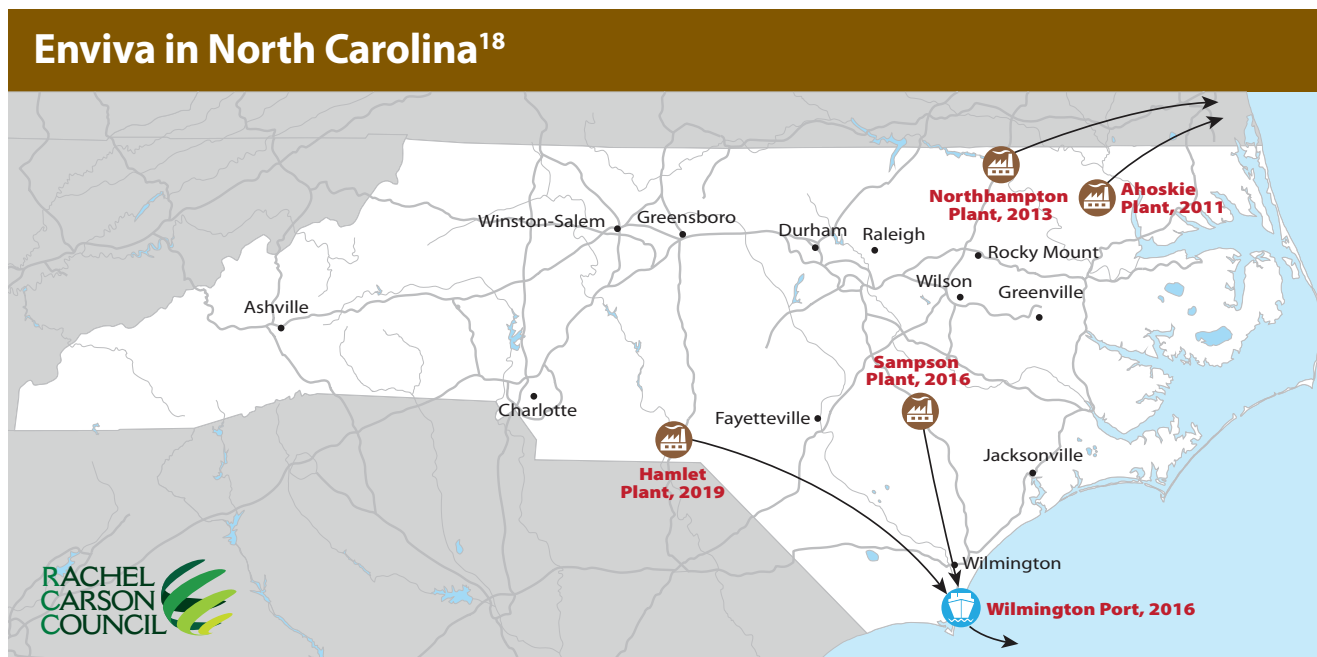 Enviva in North Carolina18
Northhampton
Plant, 2013
Ahoskie
Plant, 2011
Winston-Salem
Greensboro
Durham
Raleigh
Rocky Mount
Wilson
Greenville
Ashville
Sampson
Plant, 2016
Charlotte
Fayetteville
Jacksonville
Hamlet
Plant, 2019
Wilmington
Wilmington Port, 2016
RACHEL
CARSON
COUNCIL